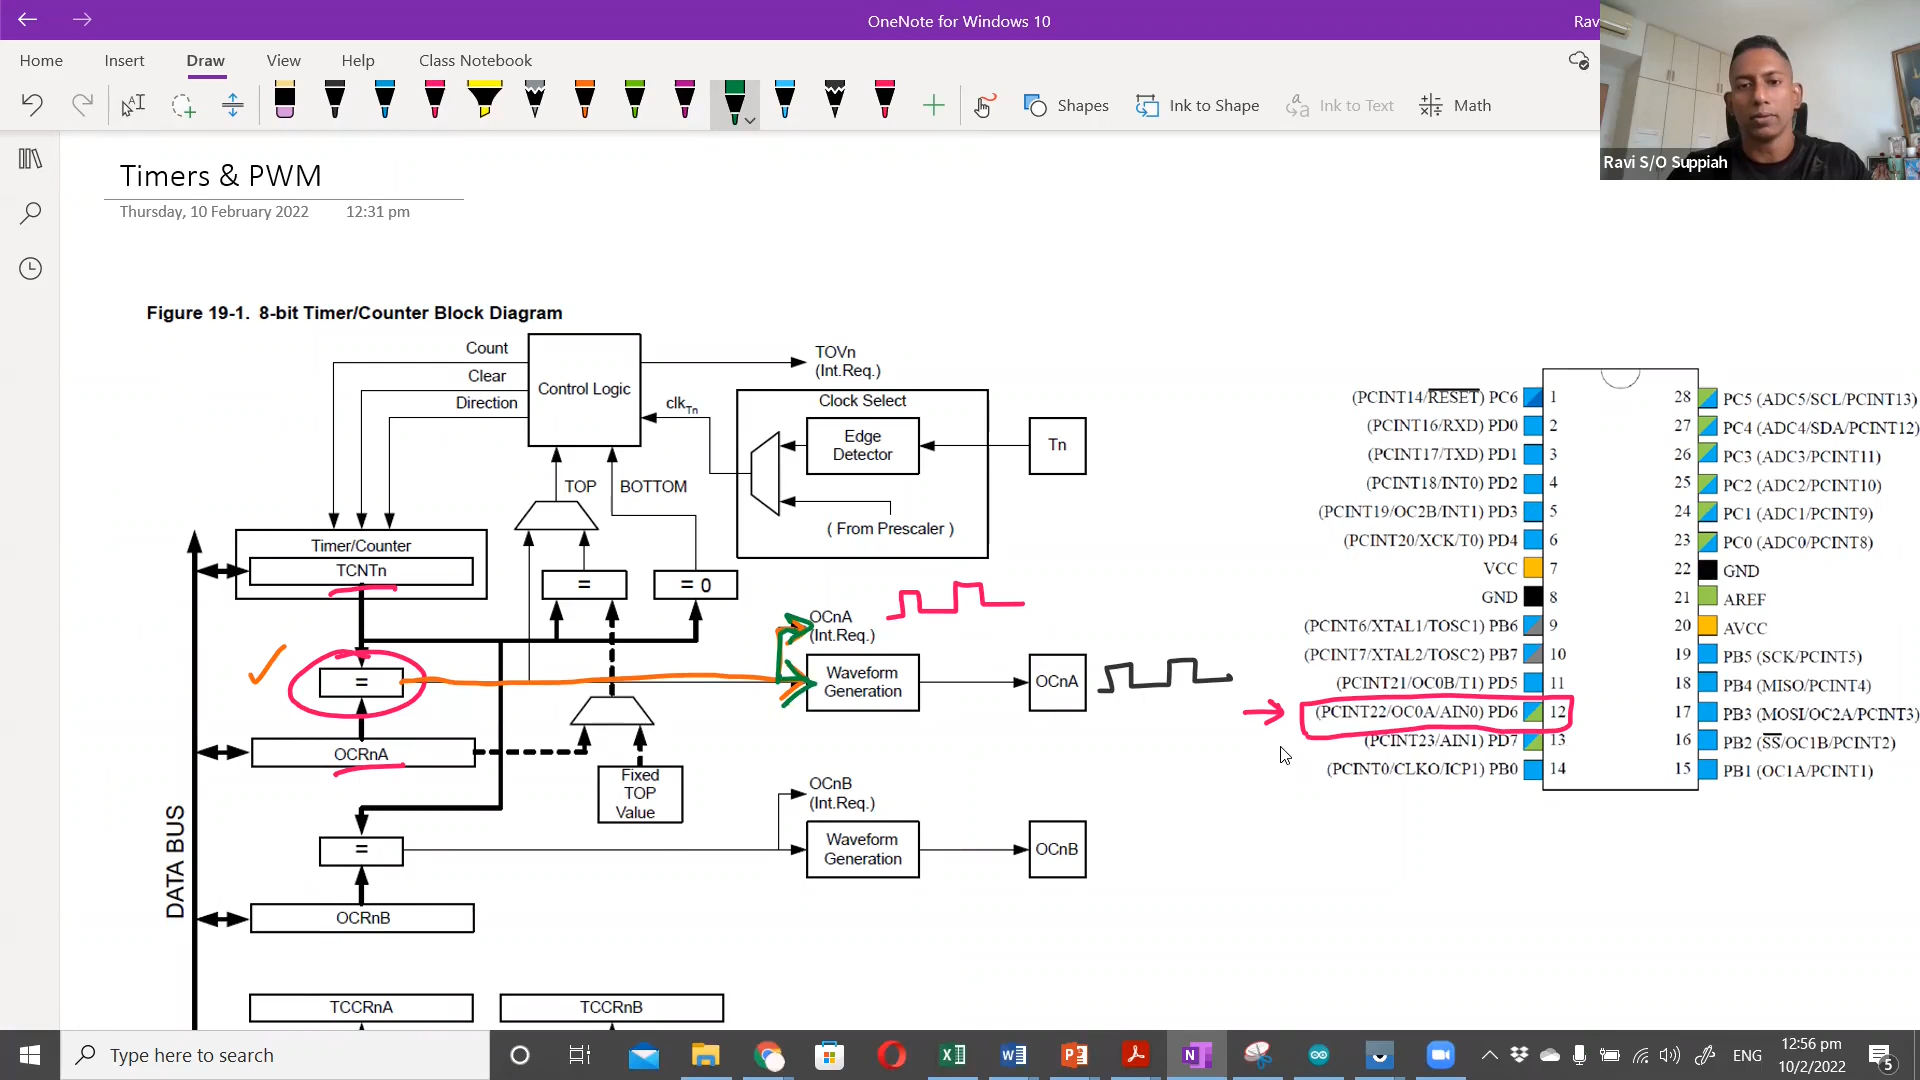 OneNote for Windows 10
Rav
Home Insert Draw View Help Class Notebook
Shapes Ink to Shape Ink to Text Math
Ravi S/O Suppiah
Timers & PWM
Thursday, 10 February 2022 12:31 pm
Figure 19-1. 8-bit Timer/Counter Block Diagram
Count
Clear
Direction
Control Logic
TOVn
(Int.Req.)
clkTn
Clock Select
Edge
Detector
Tn
( From Prescaler )
TOP
BOTTOM
Timer/Counter
TCNTn
=
= 0
OCnA
(Int.Req.)
=
Waveform
Generation
OCnA
OCRnA
Fixed
TOP
Value
OCnB
(Int.Req.)
=
Waveform
Generation
OCnB
OCRnB
DATA BUS
TCCRnA
TCCRnB
(PCINT14/RESET) PC6 1
(PCINT16/RXD) PD0 2
(PCINT17/TXD) PD1 3
(PCINT18/INT0) PD2 4
(PCINT19/OC2B/INT1) PD3 5
(PCINT20/XCK/T0) PD4 6
VCC 7
GND 8
(PCINT6/XTAL1/TOSC1) PB6 9
(PCINT7/XTAL2/TOSC2) PB7 10
(PCINT21/OC0B/T1) PD5 11
(PCINT22/OC0A/AIN0) PD6 12
(PCINT23/AIN1) PD7 13
(PCINT0/CLKO/ICP1) PB0 14
28 PC5 (ADC5/SCL/PCINT13)
27 PC4 (ADC4/SDA/PCINT12)
26 PC3 (ADC3/PCINT11)
25 PC2 (ADC2/PCINT10)
24 PC1 (ADC1/PCINT9)
23 PC0 (ADC0/PCINT8)
22 GND
21 AREF
20 AVCC
19 PB5 (SCK/PCINT5)
18 PB4 (MISO/PCINT4)
17 PB3 (MOSI/OC2A/PCINT3)
16 PB2 (SS/OC1B/PCINT2)
15 PB1 (OC1A/PCINT1)
Type here to search
ENG
12:56 pm
10/2/2022
5